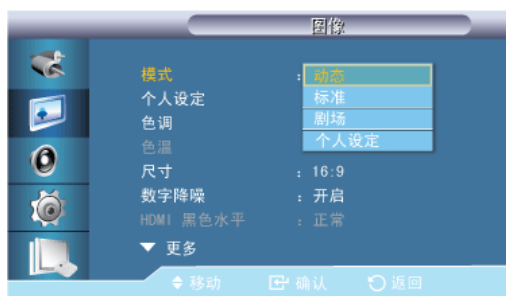 图像
模式 : 动态
个人设定 标准
色调 剧场
色温 个人设定
尺寸 : 16:9
数字降噪 : 开启
HDMI 黑色水平 : 正常
▼ 更多
移动 确认 返回